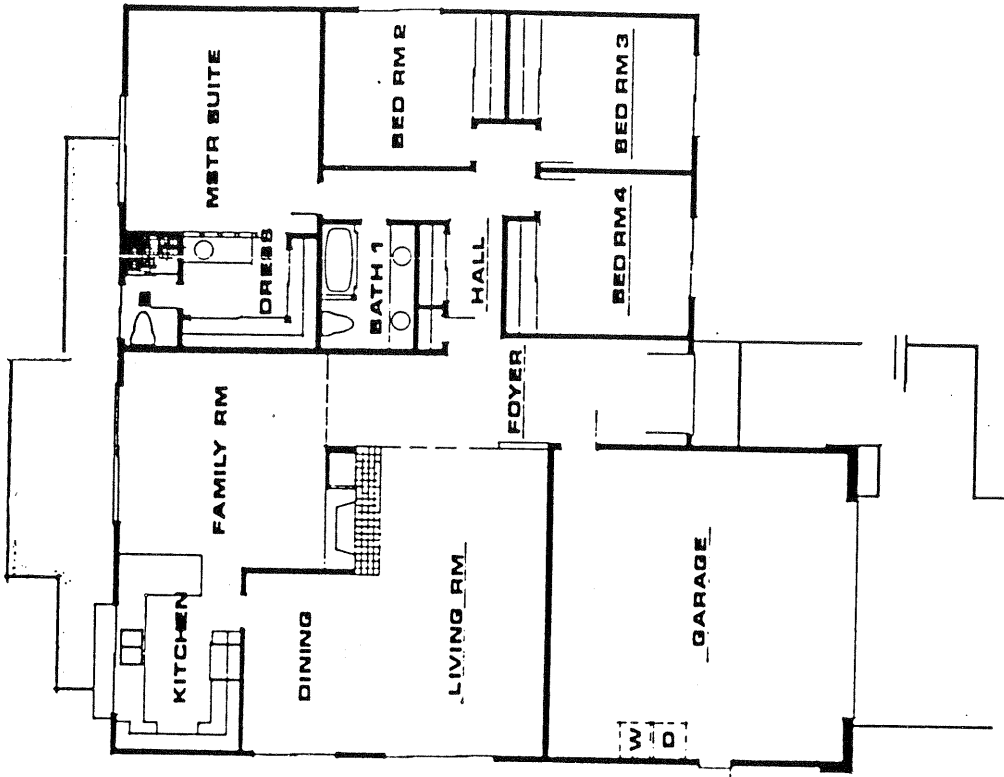 KITCHEN
FAMILY RM
MSTR SUITE
DRESS
DINING
BATH 1
BED RM 2
LIVING RM
HALL
FOYER
BED RM 4
BED RM 3
W
D
GARAGE